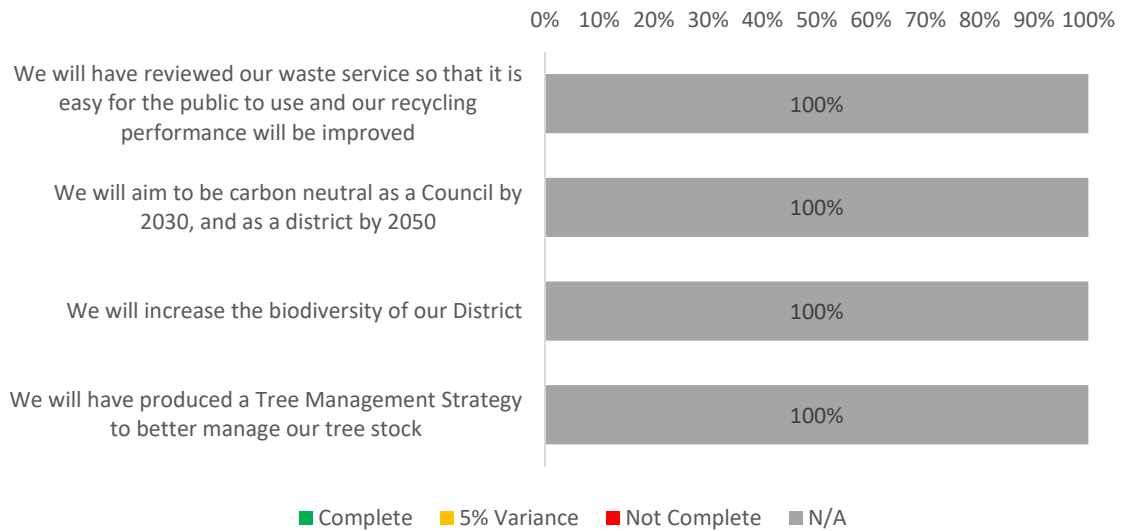 0% 10% 20% 30% 40% 50% 60% 70% 80% 90% 100%
We will have reviewed our waste service so that it is
easy for the public to use and our recycling
performance will be improved
100%
We will aim to be carbon neutral as a Council by
2030, and as a district by 2050
100%
We will increase the biodiversity of our District
100%
We will have produced a Tree Management Strategy
to better manage our tree stock
100%
Complete 5% Variance Not Complete N/A